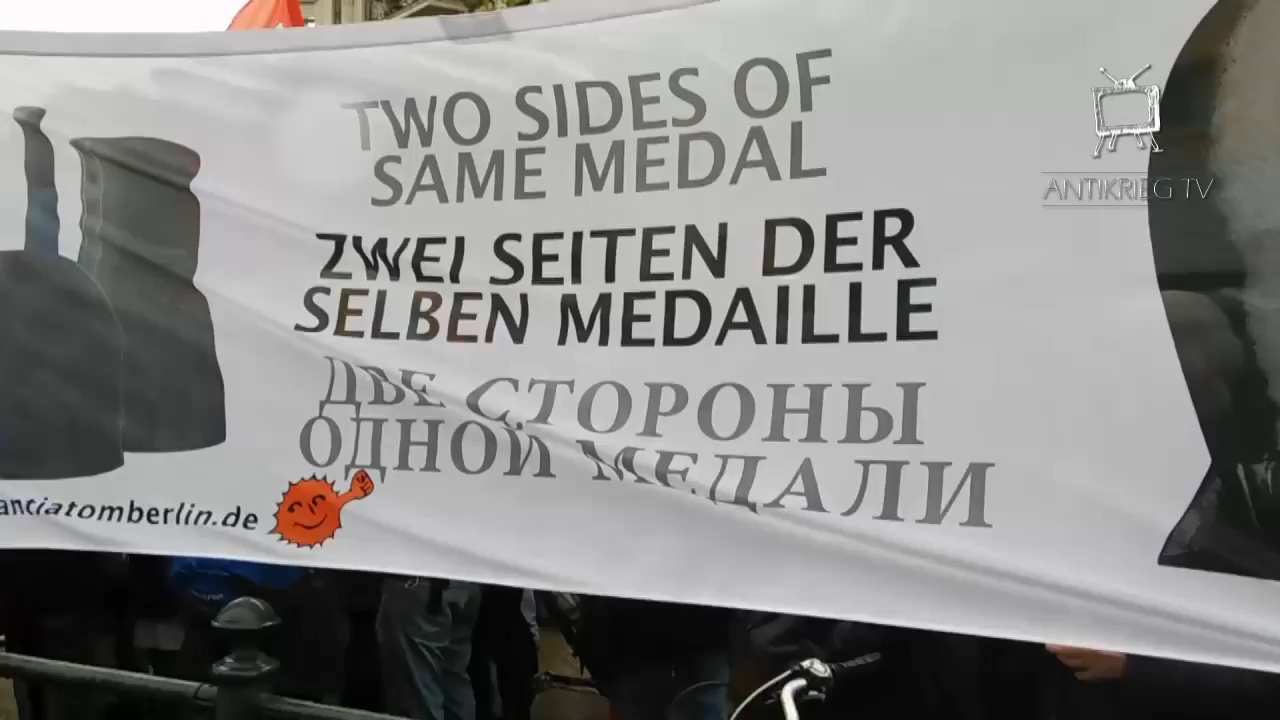 TWO SIDES OF
SAME MEDAL
ANTIKRIEG TV
ZWEI SEITEN DER
SELBEN MEDAILLE
ДВЕ СТОРОНЫ
ОДНОЙ МЕДАЛИ
anciatomberlin.de